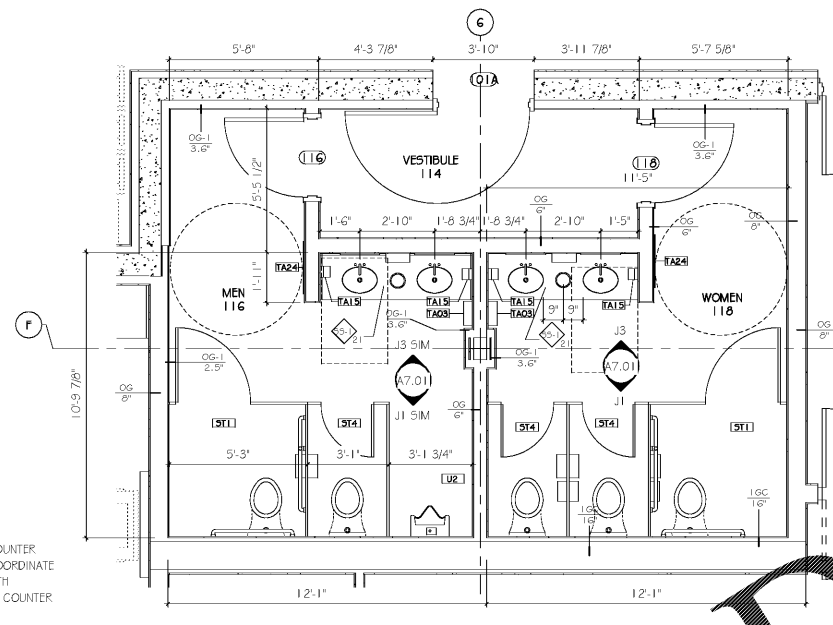 6
5'-8"
4'-3 7/8"
3'-10"
3'-11 7/8"
5'-7 5/8"
101A
OG-1
3.6"
116
VESTIBULE
114
118
OG-1
3.6"
11'-5"
5'-5 1/2"
OG
6"
1'-6"
2'-10"
1'-8 3/4"
1'-8 3/4"
2'-10"
1'-5"
OG
6"
OG
8"
TA24
TA24
1'-11"
MEN
116
TA15
TA15
TA03
TA15
TA03
TA15
9"
9"
WOMEN
118
F
OG-1
3.6"
SS-1
21
SS-1
21
J3 SIM
A7.01
J1 SIM
J3
A7.01
J1
OG-1
2.5"
OG-1
3.6"
OG
8"
OG
8"
OG
6"
10'-9 7/8"
ST1
ST4
ST4
ST4
ST1
5'-3"
3'-1"
3'-1 3/4"
U2
1GC
16"
16"
OUNTER
OORDINATE
TH
COUNTER
12'-1"
12'-1"